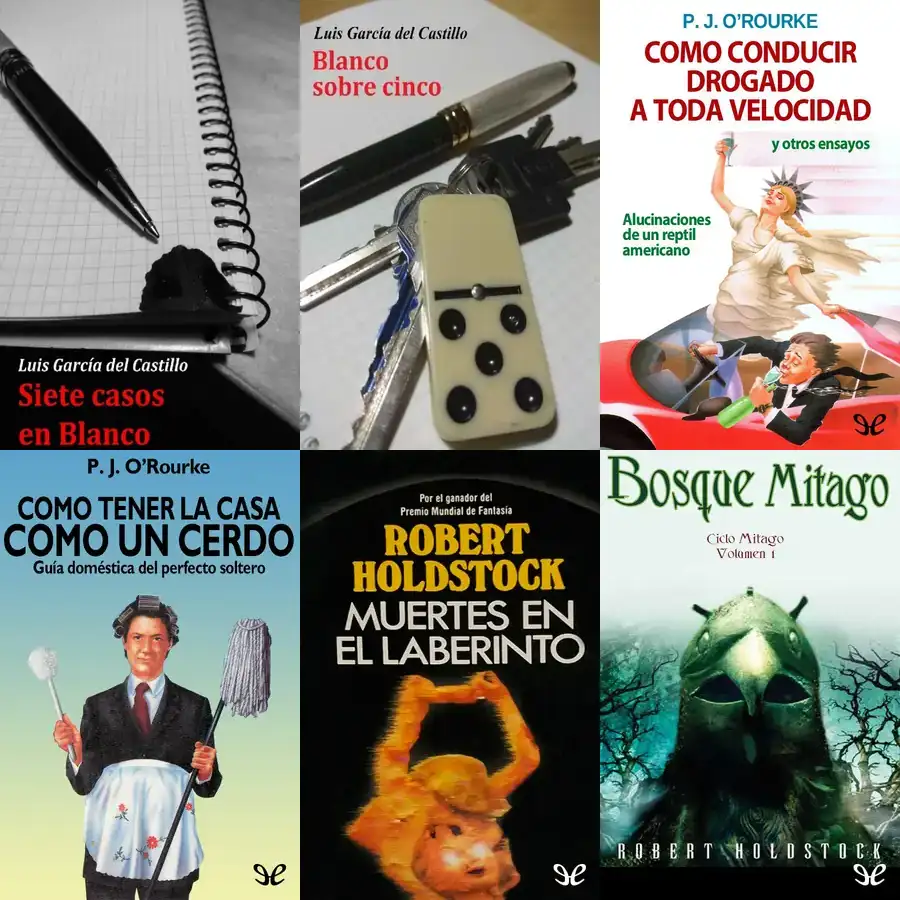 Luis García del Castillo
Siete casos
en Blanco
Luis García del Castillo
Blanco
sobre cinco
P. J. O'ROURKE
COMO CONDUCIR
DROGADO
A TODA VELOCIDAD
y otros ensayos
Alucinaciones
de un reptil
americano
P. J. O'Rourke
COMO TENER LA CASA
COMO UN CERDO
Guía doméstica del perfecto soltero
Por el ganador del
Premio Mundial de Fantasía
ROBERT
HOLDSTOCK
MUERTES EN
EL LABERINTO
Bosque Mitago
Ciclo Mitago
Volumen 1
ROBERT HOLDSTOCK